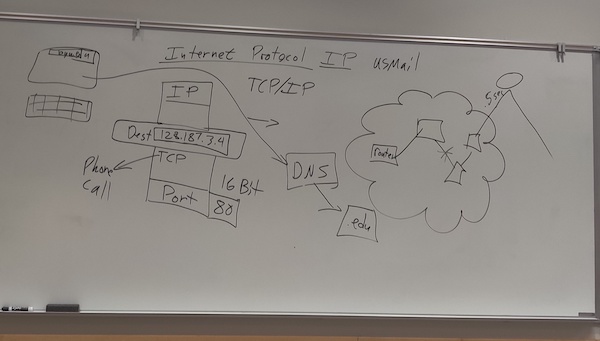 Internet Protocol IP USMail
TCP/IP
IP
Dest 128.187.3.4
TCP
Phone
Call
16 Bit
Port 80
DNS
.edu
router